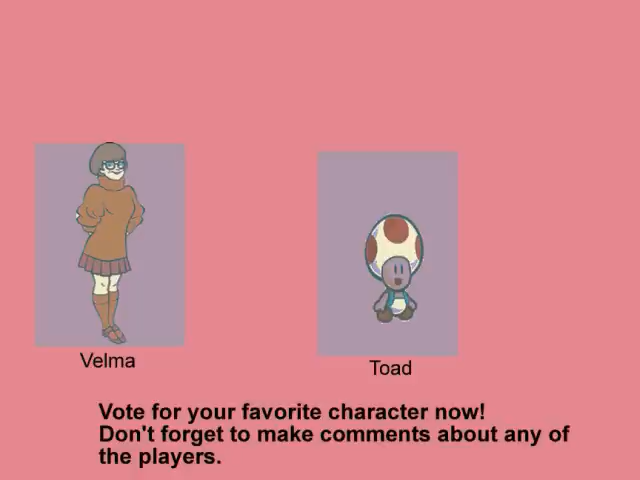 Velma
Toad
Vote for your favorite character now!
Don't forget to make comments about any of
the players.